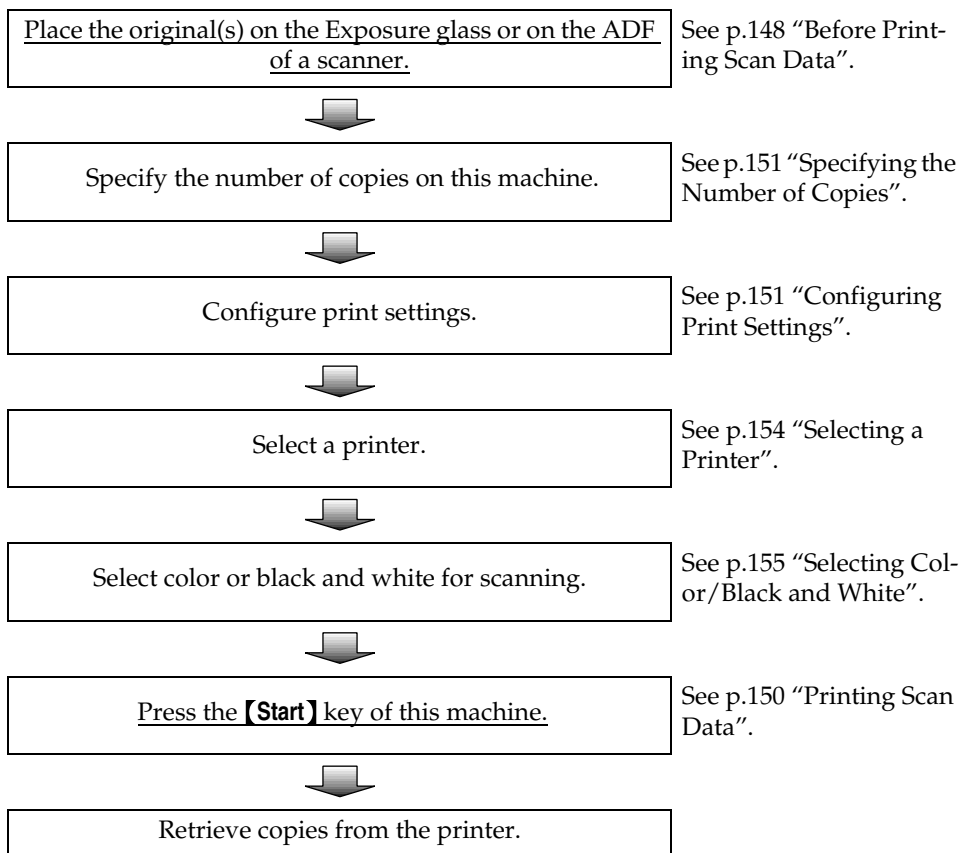 Place the original(s) on the Exposure glass or on the ADF
of a scanner.
See p.148 “Before Print-
ing Scan Data”.
Specify the number of copies on this machine.
See p.151 “Specifying the
Number of Copies”.
Configure print settings.
See p.151 “Configuring
Print Settings”.
Select a printer.
See p.154 “Selecting a
Printer”.
Select color or black and white for scanning.
See p.155 “Selecting Col-
or/Black and White”.
Press the 【Start】 key of this machine.
See p.150 “Printing Scan
Data”.
Retrieve copies from the printer.